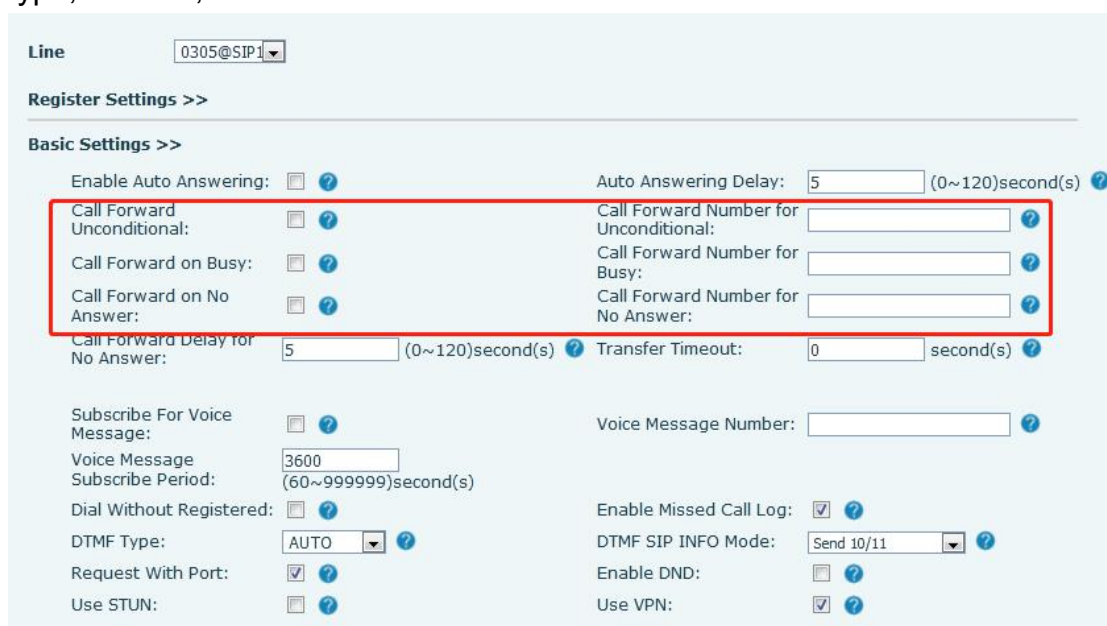 Line 0305@SIP1
Register Settings >>
Basic Settings >>
Enable Auto Answering: ? Auto Answering Delay: 5 (0~120)second(s) ?
Call Forward
Unconditional: ? Call Forward Number for
Unconditional: ?
Call Forward on Busy: ? Call Forward Number for
Busy: ?
Call Forward on No
Answer: ? Call Forward Number for
No Answer: ?
Call Forward Delay for
No Answer: 5 (0~120)second(s) ? Transfer Timeout: 0 second(s) ?
Subscribe For Voice
Message: ? Voice Message Number: ?
Voice Message
Subscribe Period: 3600
(60~999999)second(s)
Dial Without Registered: ? Enable Missed Call Log: ?
DTMF Type: AUTO ? DTMF SIP INFO Mode: Send 10/11 ?
Request With Port: ? Enable DND: ?
Use STUN: ? Use VPN: ?